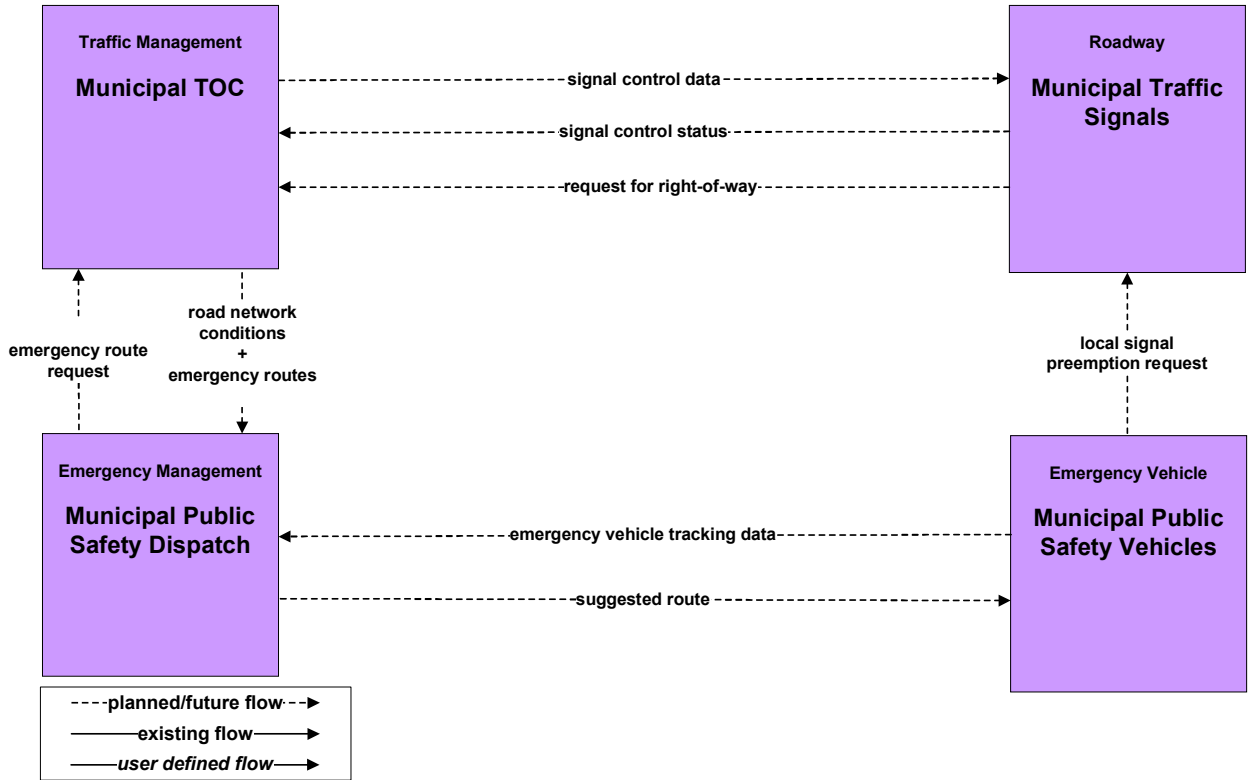 Traffic Management
Municipal TOC
Roadway
Municipal Traffic
Signals
signal control data
signal control status
request for right-of-way
emergency route
request
road network
conditions
+
emergency routes
local signal
preemption request
Emergency Management
Municipal Public
Safety Dispatch
Emergency Vehicle
Municipal Public
Safety Vehicles
emergency vehicle tracking data
suggested route
planned/future flow
existing flow
user defined flow